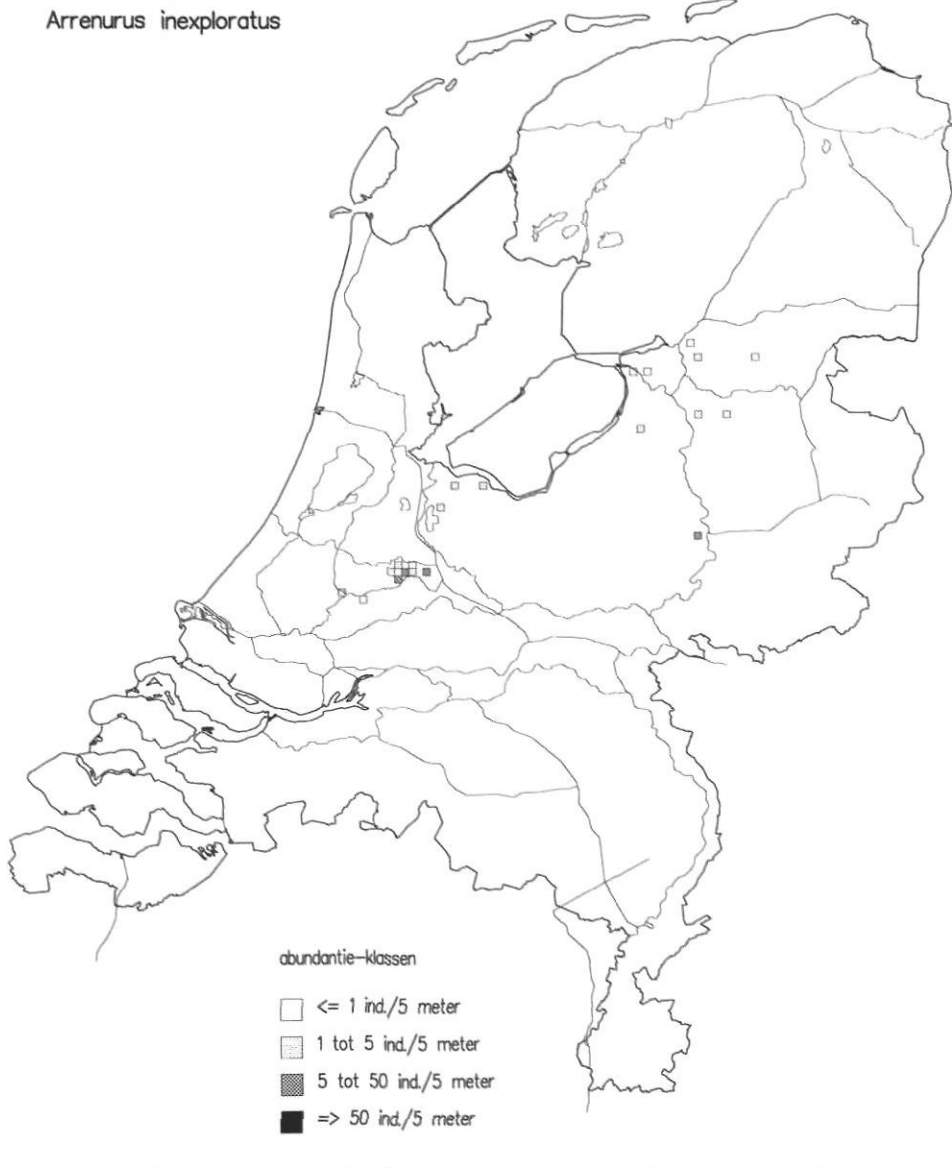 Arrenurus inexploratus
abundantie-klassen
<= 1 ind./5 meter
1 tot 5 ind./5 meter
5 tot 50 ind./5 meter
=> 50 ind./5 meter